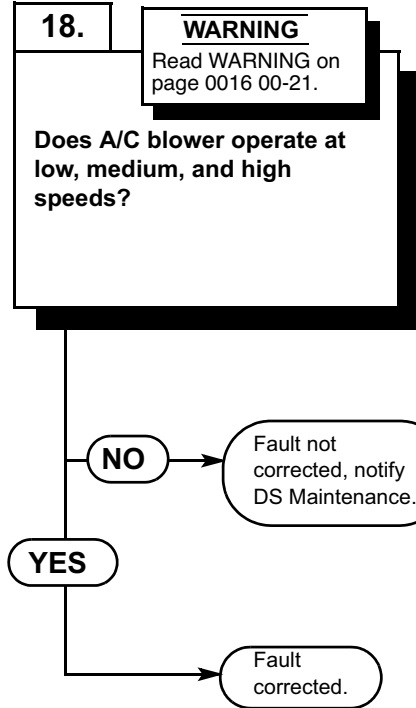 18.
WARNING
Read WARNING on
page 0016 00-21.
Does A/C blower operate at
low, medium, and high
speeds?
NO
Fault not
corrected, notify
DS Maintenance.
YES
Fault
corrected.